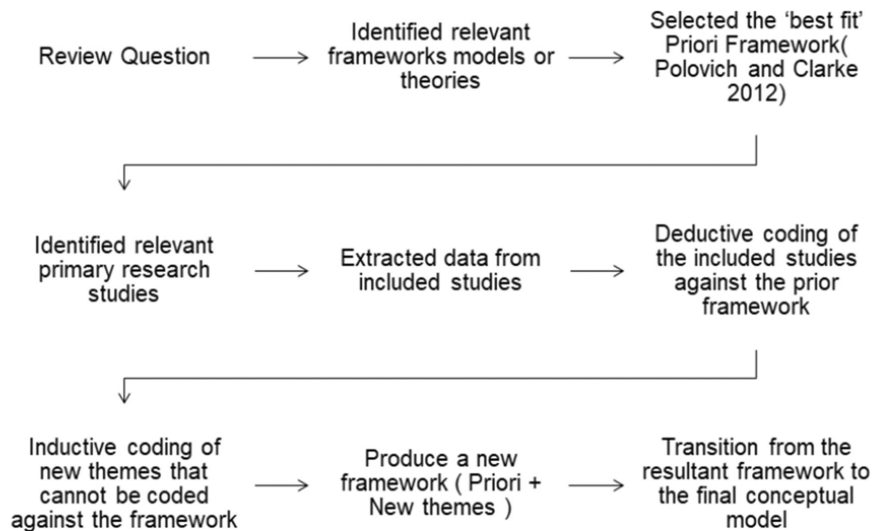 Review Question
Identified relevant
frameworks models or
theories
Selected the ‘best fit’
Priori Framework(
Polovich and Clarke
2012)
Identified relevant
primary research
studies
Extracted data from
included studies
Deductive coding of
the included studies
against the prior
framework
Inductive coding of
new themes that
cannot be coded
against the framework
Produce a new
framework ( Priori +
New themes )
Transition from the
resultant framework to
the final conceptual
model